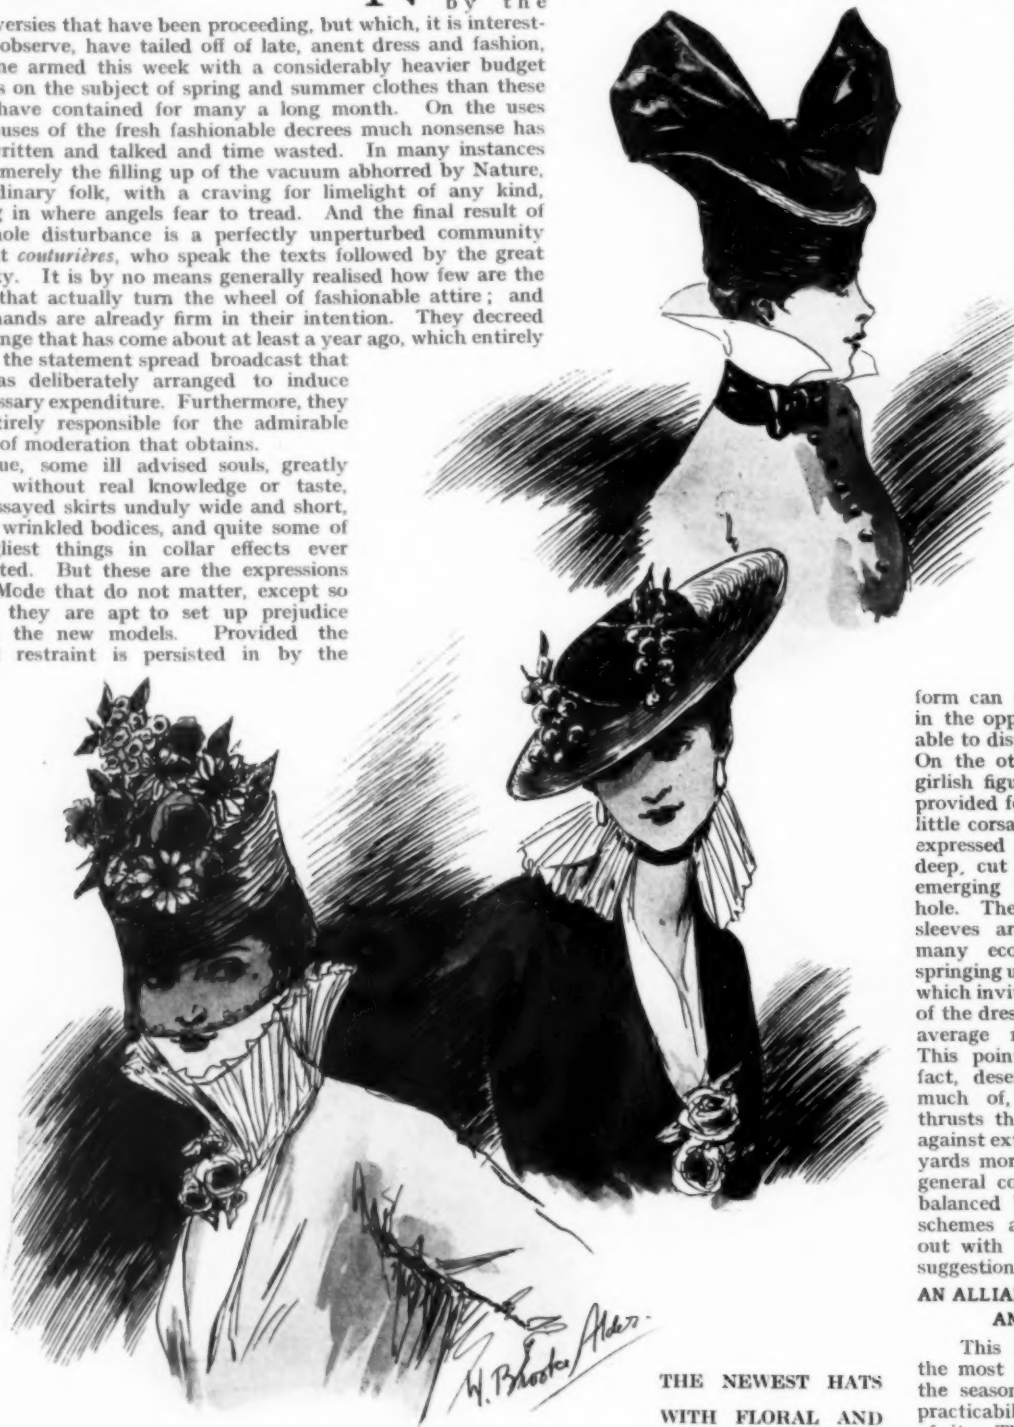 by the
versies that have been proceeding, but which, it is interest-
observe, have tailed off of late, anent dress and fashion,
ne armed this week with a considerably heavier budget
s on the subject of spring and summer clothes than these
have contained for many a long month. On the uses
uses of the fresh fashionable decrees much nonsense has
ritten and talked and time wasted. In many instances
merely the filling up of the vacuum abhorred by Nature,
dinary folk, with a craving for limelight of any kind,
g in where angels fear to tread. And the final result of
ole disturbance is a perfectly unperturbed community
t couturières, who speak the texts followed by the great
ty. It is by no means generally realised how few are the
that actually turn the wheel of fashionable attire; and
hands are already firm in their intention. They decreed
nge that has come about at least a year ago, which entirely
the statement spread broadcast that
as deliberately arranged to induce
ssary expenditure. Furthermore, they
tirely responsible for the admirable
of moderation that obtains.
ue, some ill advised souls, greatly
without real knowledge or taste,
ssayed skirts unduly wide and short,
wrinkled bodices, and quite some of
gliest things in collar effects ever
ted. But these are the expressions
Mode that do not matter, except so
they are apt to set up prejudice
the new models. Provided the
restraint is persisted in by the
form can
in the opp
able to dis
On the ot
girlish figu
provided fo
little corsa
expressed
deep, cut
emerging
hole. The
sleeves ar
many eco
springing u
which invi
of the dres
average r
This poin
fact, dese
much of,
thrusts th
against ex
yards mor
general co
balanced
schemes a
out with
suggestion
AN ALLIA
AN
This
the most
the season
practicabil
W. Brooke Alder.
THE NEWEST HATS
WITH FLORAL AND